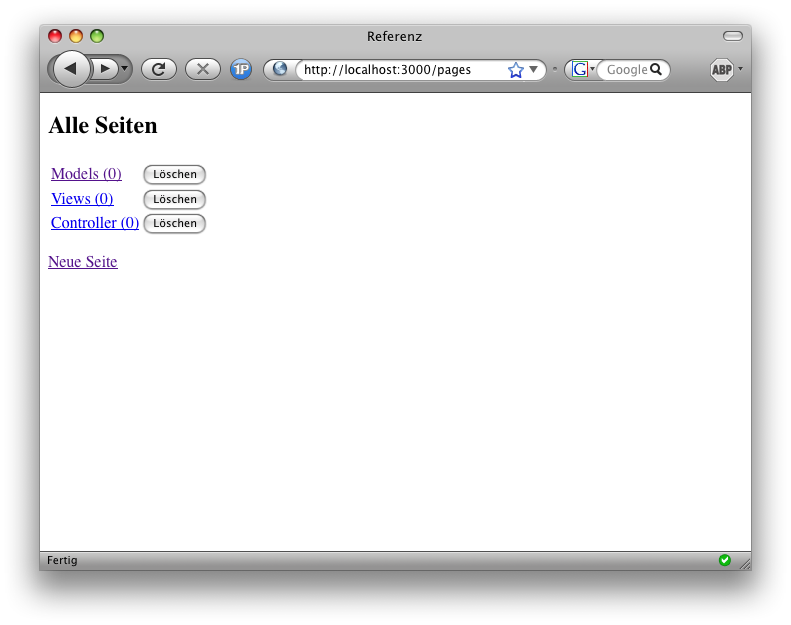 Referenz
1P
http://localhost:3000/pages
G
Google
ABP
Alle Seiten
Models (0) Löschen
Views (0) Löschen
Controller (0) Löschen
Neue Seite
Fertig